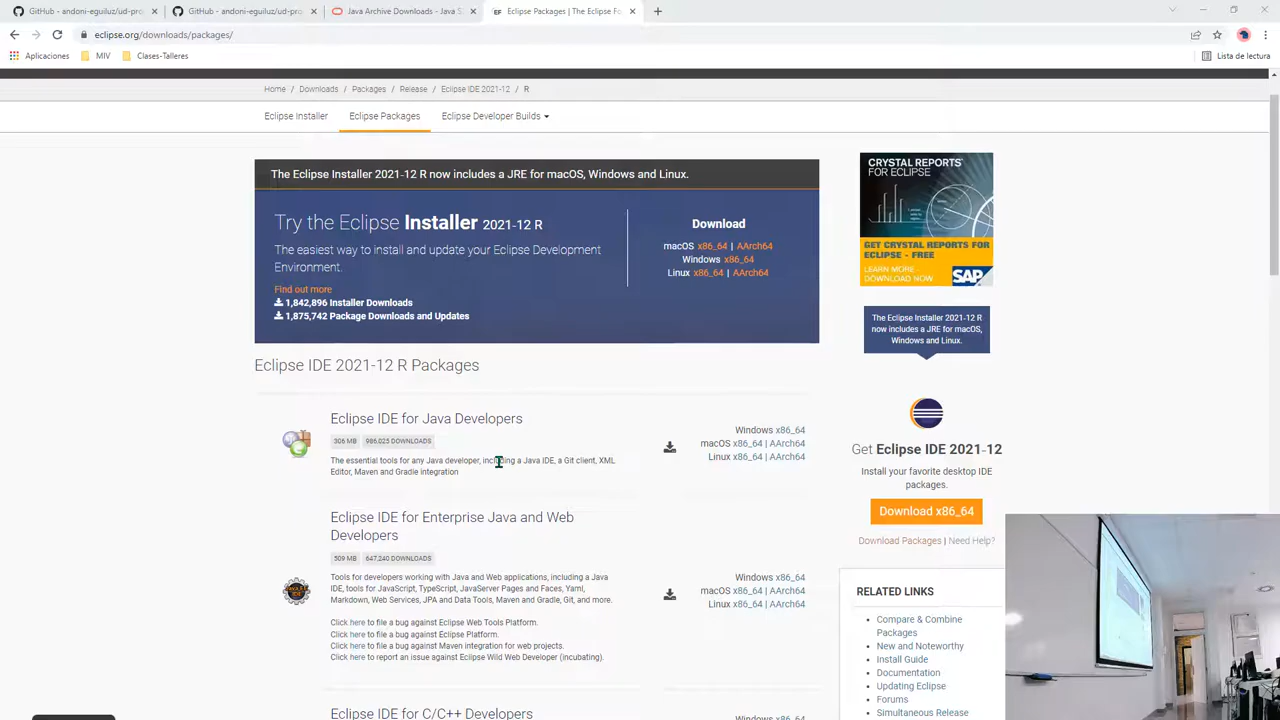 GitHub - andoni-eguiluz/ud-pro
GitHub - andoni-eguiluz/ud-pro
Java Archive Downloads - Java S
Eclipse Packages | The Eclipse Fo
eclipse.org/downloads/packages/
Aplicaciones
MIV
Clases-Talleres
Lista de lectura
Home / Downloads / Packages / Release / Eclipse IDE 2021-12 / R
Eclipse Installer
Eclipse Packages
Eclipse Developer Builds
The Eclipse Installer 2021-12 R now includes a JRE for macOS, Windows and Linux.
Try the Eclipse Installer 2021-12 R
The easiest way to install and update your Eclipse Development
Environment.
Find out more
1,842,896 Installer Downloads
1,875,742 Package Downloads and Updates
Download
macOS x86_64 | AArch64
Windows x86_64
Linux x86_64 | AArch64
CRYSTAL REPORTS
FOR ECLIPSE
GET CRYSTAL REPORTS FOR
ECLIPSE - FREE
LEARN MORE -
DOWNLOAD NOW
SAP
The Eclipse Installer 2021-12 R
now includes a JRE for macOS,
Windows and Linux.
Eclipse IDE 2021-12 R Packages
Eclipse IDE for Java Developers
306 MB
986,025 DOWNLOADS
The essential tools for any Java developer, including a Java IDE, a Git client, XML
Editor, Maven and Gradle integration
Windows x86_64
macOS x86_64 | AArch64
Linux x86_64 | AArch64
Get Eclipse IDE 2021-12
Install your favorite desktop IDE
packages.
Download x86_64
Download Packages | Need Help?
Eclipse IDE for Enterprise Java and Web
Developers
509 MB
647,240 DOWNLOADS
Tools for developers working with Java and Web applications, including a Java
IDE, tools for JavaScript, TypeScript, JavaServer Pages and Faces, Yaml,
Markdown, Web Services, JPA and Data Tools, Maven and Gradle, Git, and more.
Click here to file a bug against Eclipse Web Tools Platform.
Click here to file a bug against Eclipse Platform.
Click here to file a bug against Maven integration for web projects.
Click here to report an issue against Eclipse Wild Web Developer (incubating).
Windows x86_64
macOS x86_64 | AArch64
Linux x86_64 | AArch64
RELATED LINKS
Compare & Combine
Packages
New and Noteworthy
Install Guide
Documentation
Updating Eclipse
Forums
Simultaneous Release
Eclipse IDE for C/C++ Developers
Windows x86_64